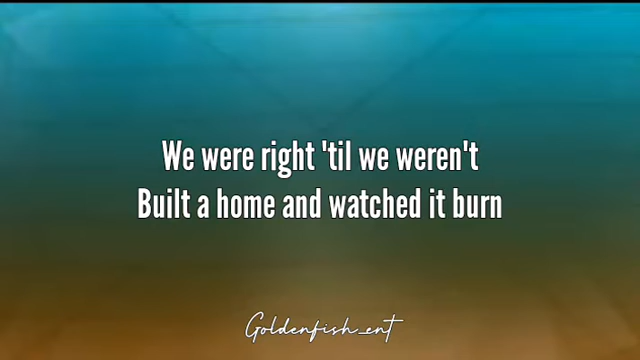 We were right 'til we weren't
Built a home and watched it burn
Goldenfish_ent